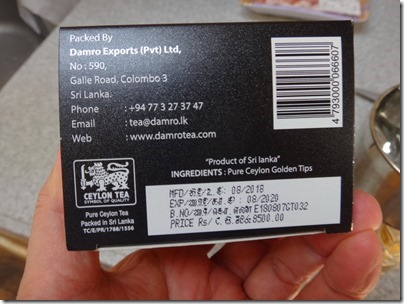 Packed By
Damro Exports (Pvt) Ltd,
No : 590,
Galle Road, Colombo 3
Sri Lanka.
Phone : +94 77 3 27 37 47
Email : tea@damro.lk
Web : www.damrotea.com
4 793000 066607
"Product of Sri lanka"
INGREDIENTS : Pure Ceylon Golden Tips
CEYLON TEA
SYMBOL OF QUALITY
Pure Ceylon Tea
Packed in Sri Lanka
TC/E/PR/1788/1556
MFD/ : 08/2018
EXP/ : 08/2020
B.NO/ E180807GT032
PRICE Rs/ 8500.00